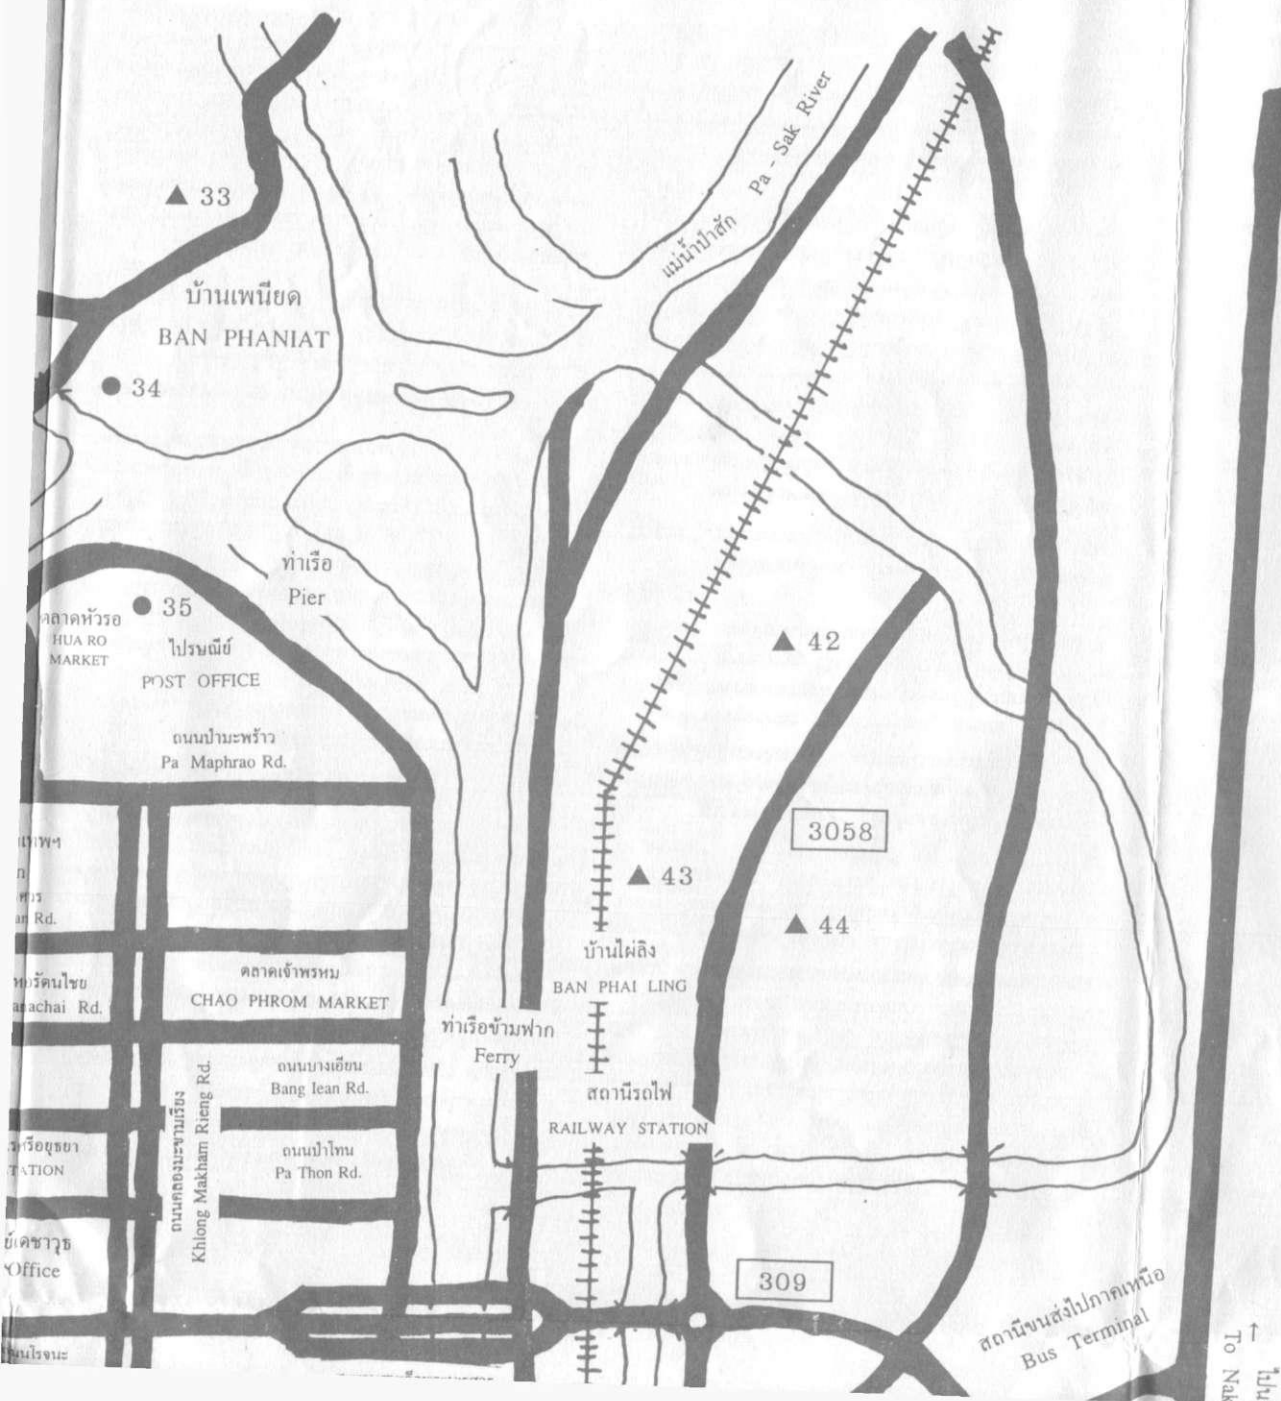 แม่น้ำป่าสัก Pa - Sak River
▲ 33
บ้านเพนียด
BAN PHANIAT
● 34
ท่าเรือ
Pier
● 35
ตลาดหัวรอ
HUA RO
MARKET
ไปรษณีย์
POST OFFICE
ถนนป่ามะพร้าว
Pa Maphrao Rd.
▲ 42
3058
▲ 43
▲ 44
บ้านไผ่ลิง
BAN PHAI LING
Rd.
ตลาดเจ้าพรหม
CHAO PHROM MARKET
Rd.
ท่าเรือข้ามฟาก
Ferry
ถนนบางเอียน
Bang Iean Rd.
สถานีรถไฟ
RAILWAY STATION
ถนนคลองมะขามเรียง
Khlong Makham Rieng Rd.
ถนนป่าโทน
Pa Thon Rd.
Office
309
สถานีขนส่งไปภาคเหนือ
Bus Terminal
→
To